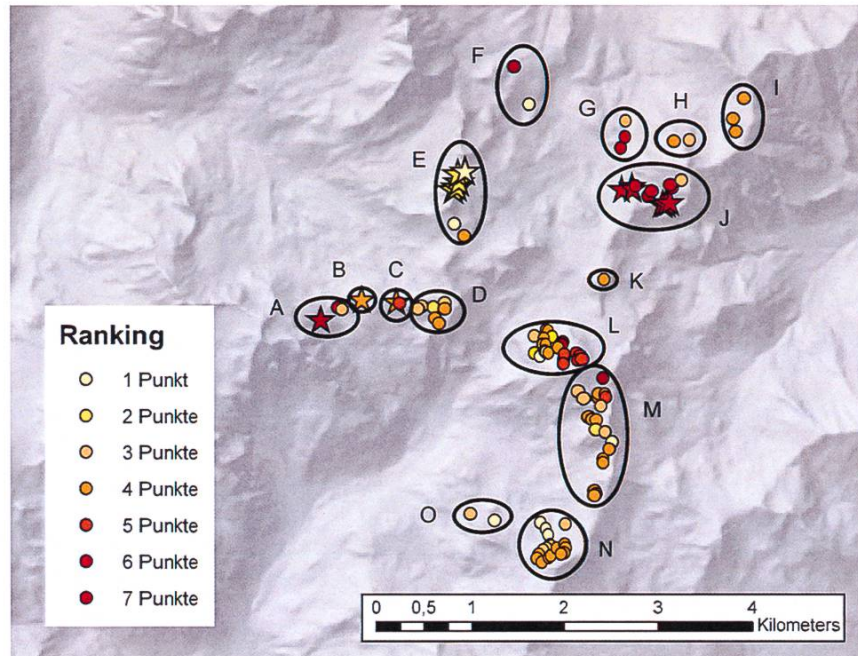 F
I
G
H
E
J
B
C
K
A
D
L
Ranking
1 Punkt
2 Punkte
3 Punkte
4 Punkte
5 Punkte
6 Punkte
7 Punkte
M
O
N
0 0,5 1 2 3 4
Kilometers